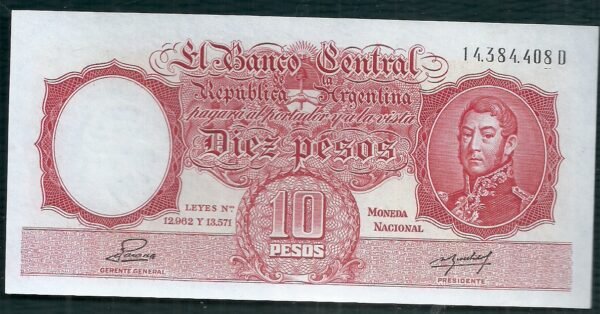 14.384.408 D
El Banco Central
de la
República Argentina
pagará al portador y a la vista
Diez pesos
LEYES Nos.
12.962 Y 13.571
10
PESOS
MONEDA
NACIONAL
GERENTE GENERAL
PRESIDENTE